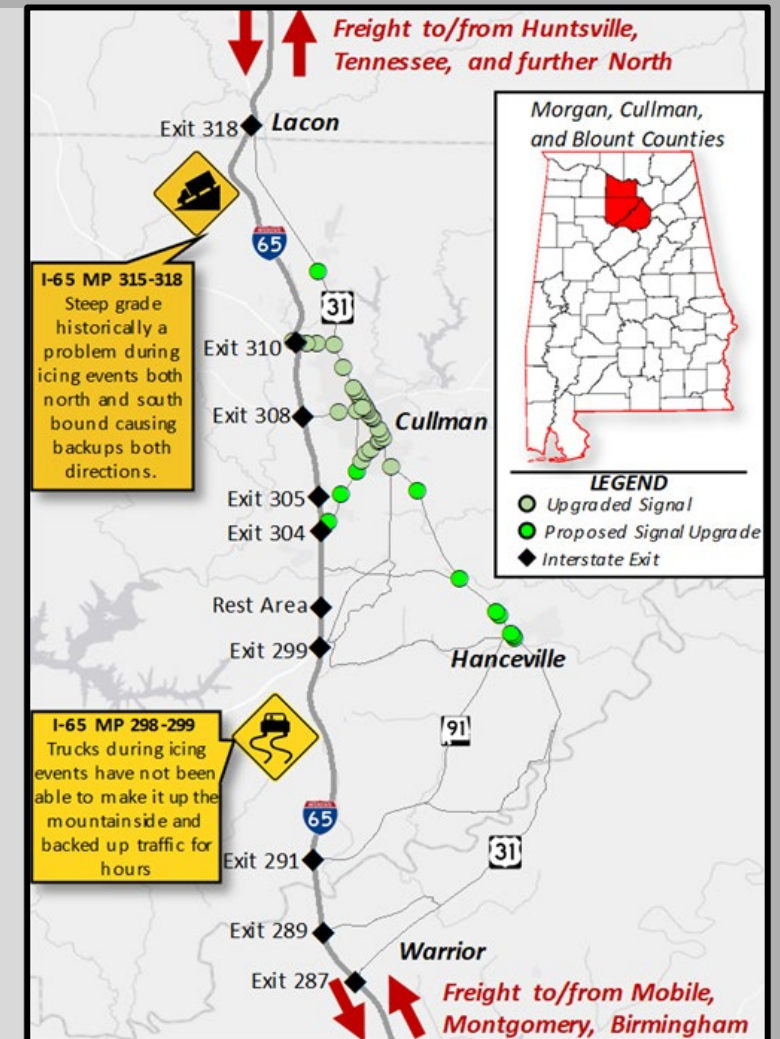 Freight to/from Huntsville,
Tennessee, and further North
Exit 318
Lacon
Morgan, Cullman,
and Blount Counties
65
I-65 MP 315-318
Steep grade
historically a
problem during
icing events both
north and south
bound causing
backups both
directions.
31
Exit 310
Exit 308
Cullman
LEGEND
Upgraded Signal
Proposed Signal Upgrade
Interstate Exit
Exit 305
Exit 304
Rest Area
Exit 299
Hanceville
I-65 MP 298-299
Trucks during icing
events have not been
able to make it up the
mountainside and
backed up traffic for
hours
91
65
31
Exit 291
Exit 289
Warrior
Exit 287
Freight to/from Mobile,
Montgomery, Birmingham